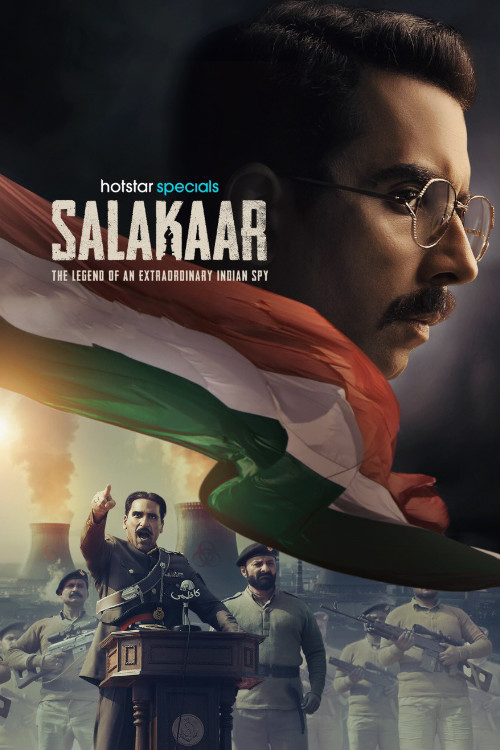 hotstar specials
SALAKAAR
THE LEGEND OF AN EXTRAORDINARY INDIAN SPY